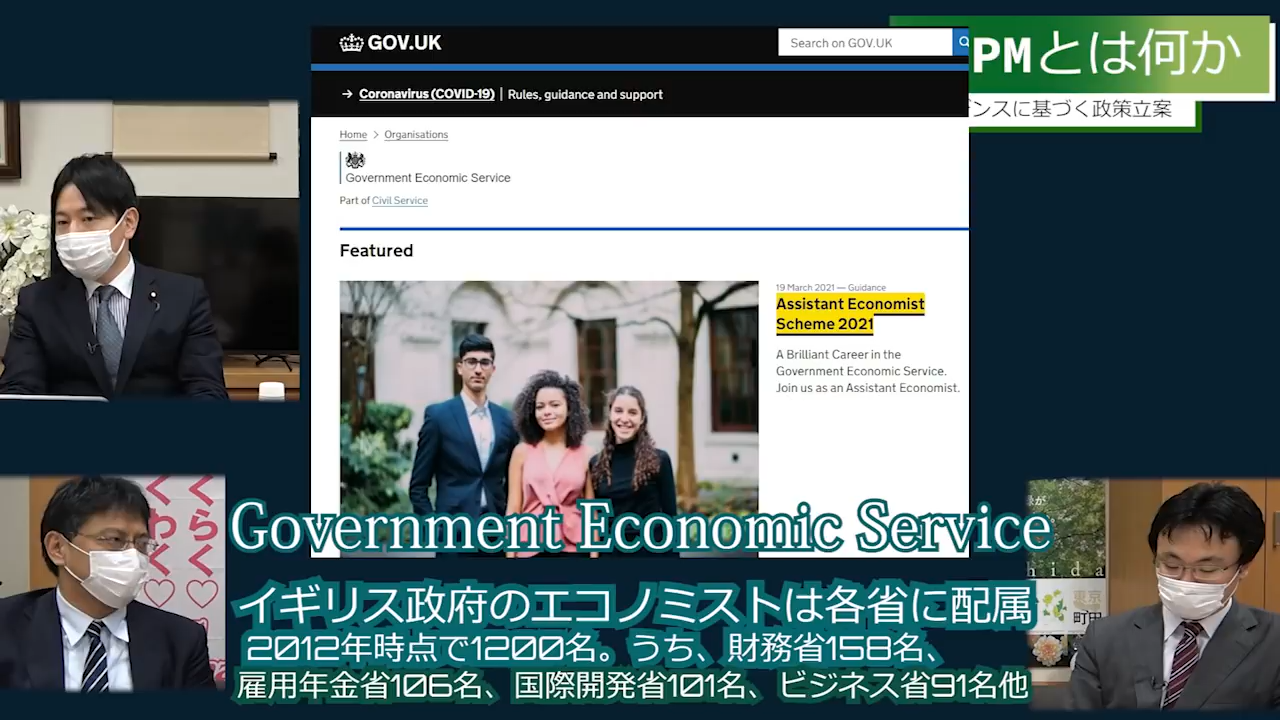 GOV.UK
Search on GOV.UK
PMとは何か
ンスに基づく政策立案
→ Coronavirus (COVID-19) | Rules, guidance and support
Home > Organisations
Government Economic Service
Part of Civil Service
Featured
19 March 2021 — Guidance
Assistant Economist
Scheme 2021
A Brilliant Career in the
Government Economic Service.
Join us as an Assistant Economist.
くらく
わく
Government Economic Service
イギリス政府のエコノミストは各省に配属
2012年時点で1200名。うち、財務省158名、
雇用年金省106名、国際開発省101名、ビジネス省91名他
hida
東京
町田